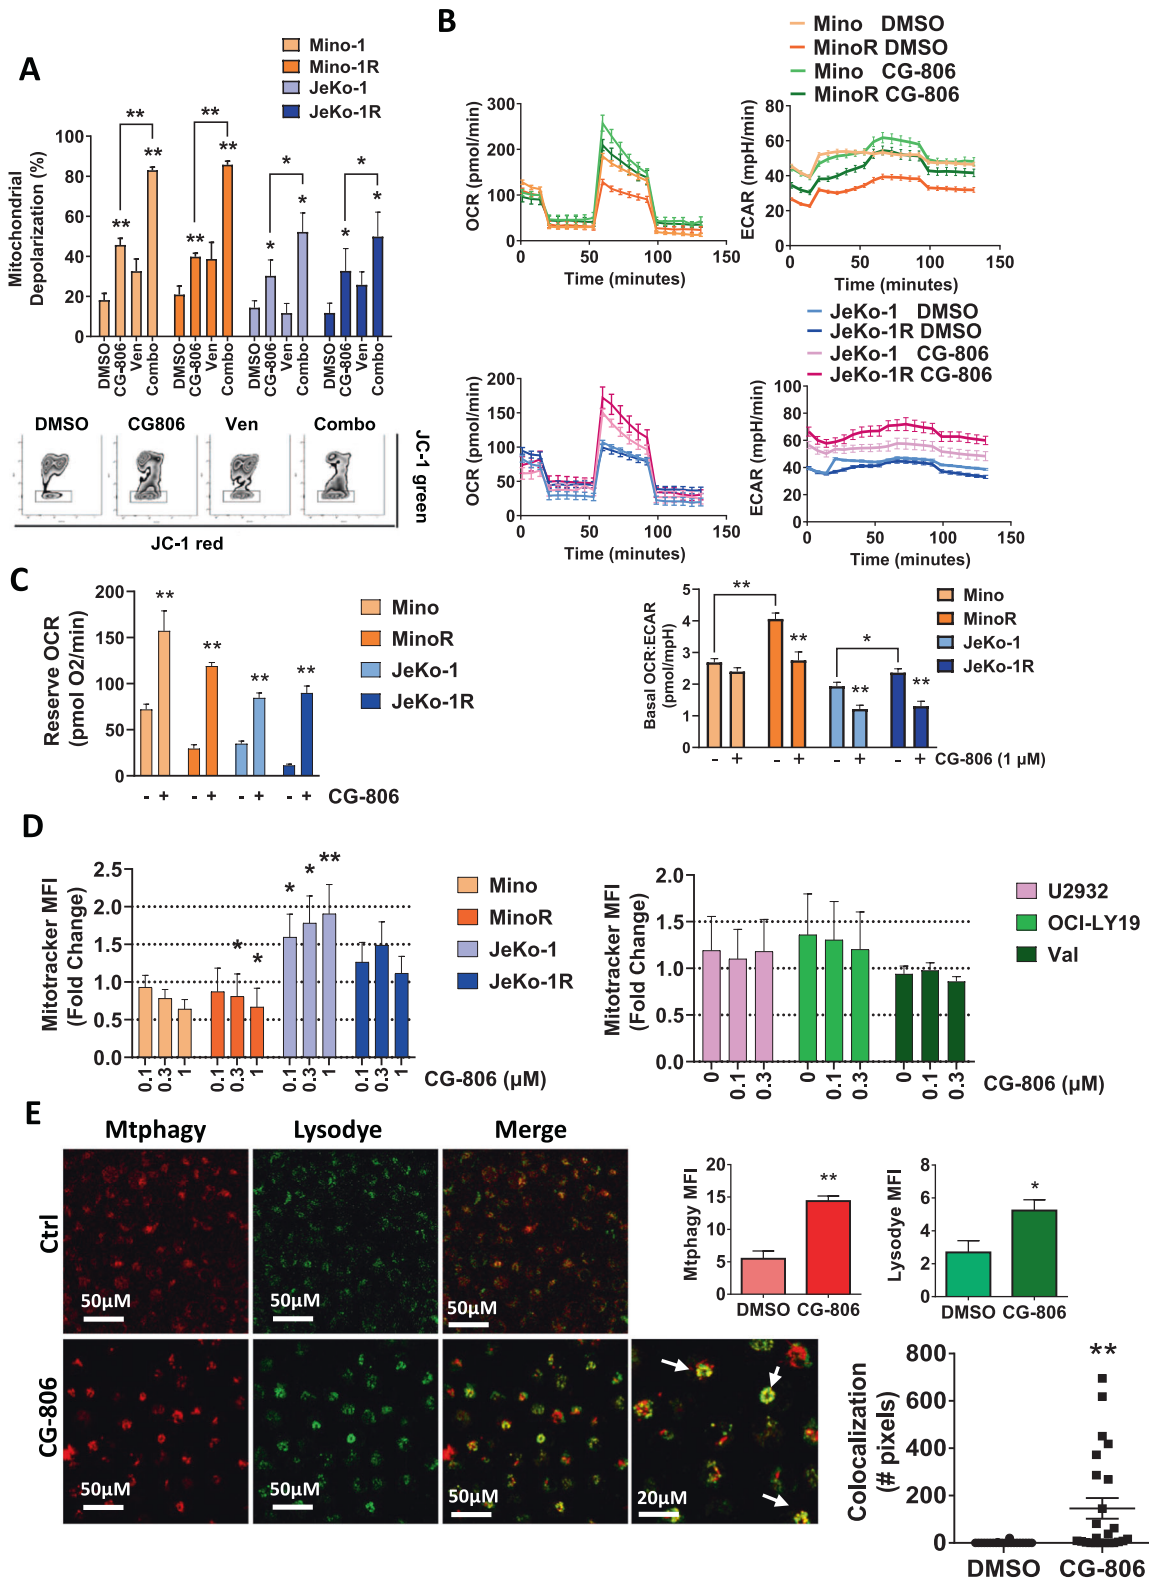 A
Mino-1
Mino-1R
JeKo-1
JeKo-1R
Mitochondrial
Depolarization (%)
100
80
60
40
20
0
** ** * *
** ** ** ** * * * *
DMSO CG-806 Ven Combo DMSO CG-806 Ven Combo DMSO CG-806 Ven Combo DMSO CG-806 Ven Combo
DMSO CG806 Ven Combo
JC-1 green
JC-1 red
B
Mino DMSO
MinoR DMSO
Mino CG-806
MinoR CG-806
OCR (pmol/min)
300
200
100
0
0 50 100 150
Time (minutes)
ECAR (mpH/min)
80
60
40
20
0
0 50 100 150
Time (minutes)
JeKo-1 DMSO
JeKo-1R DMSO
JeKo-1 CG-806
JeKo-1R CG-806
OCR (pmol/min)
200
150
100
50
0
0 50 100 150
Time (minutes)
ECAR (mpH/min)
100
80
60
40
20
0
0 50 100 150
Time (minutes)
C
Reserve OCR
(pmol O2/min)
200
150
100
50
0
** ** ** **
- + - + - + - +
CG-806
Mino
MinoR
JeKo-1
JeKo-1R
Basal OCR:ECAR
(pmol/mpH)
5
4
3
2
1
0
** ** * ** **
- + - + - + - +
CG-806 (1 µM)
Mino
MinoR
JeKo-1
JeKo-1R
D
Mitotracker MFI
(Fold Change)
2.5
2.0
1.5
1.0
0.5
0.0
* * * * **
0.1 0.3 1 0.1 0.3 1 0.1 0.3 1 0.1 0.3 1
CG-806 (µM)
Mino
MinoR
JeKo-1
JeKo-1R
Mitotracker MFI
(Fold Change)
2.0
1.5
1.0
0.5
0.0
0 0.1 0.3 0 0.1 0.3 0 0.1 0.3
CG-806 (µM)
U2932
OCI-LY19
Val
E
Mtphagy Lysodye Merge
Ctrl
50µM 50µM 50µM
CG-806
50µM 50µM 50µM 20µM
Mtphagy MFI
20
15
10
5
0
**
DMSO CG-806
Lysodye MFI
8
6
4
2
0
*
DMSO CG-806
Colocalization
(# pixels)
800
600
400
200
0
**
DMSO CG-806